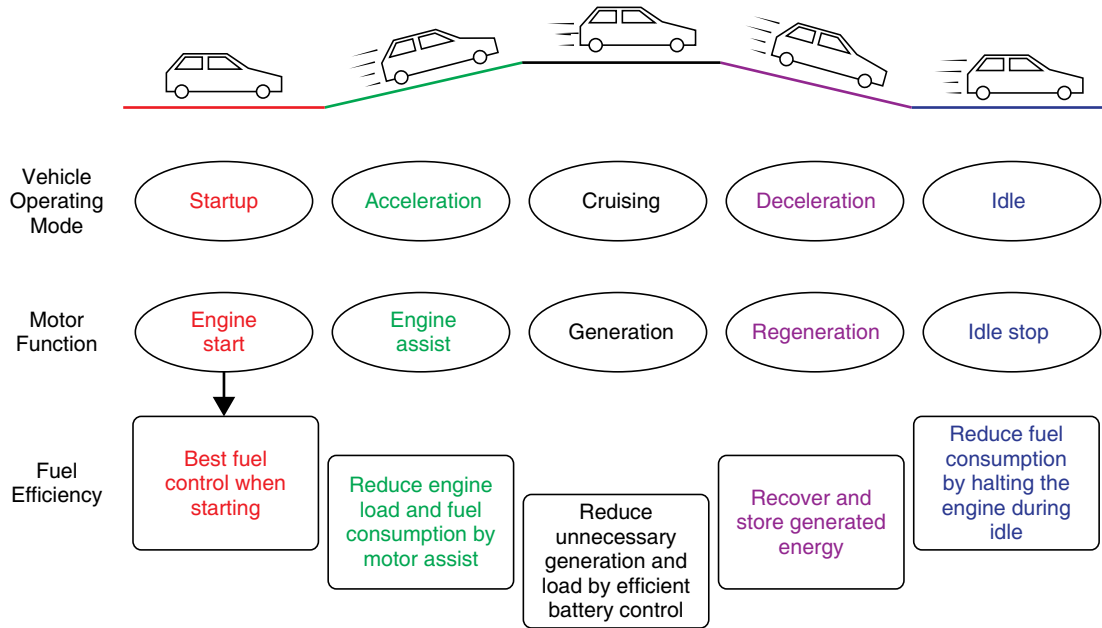 Vehicle
Operating
Mode
Startup
Acceleration
Cruising
Deceleration
Idle
Motor
Function
Engine
start
Engine
assist
Generation
Regeneration
Idle stop
Fuel
Efficiency
Best fuel
control when
starting
Reduce engine
load and fuel
consumption by
motor assist
Reduce
unnecessary
generation and
load by efficient
battery control
Recover and
store generated
energy
Reduce fuel
consumption
by halting the
engine during
idle